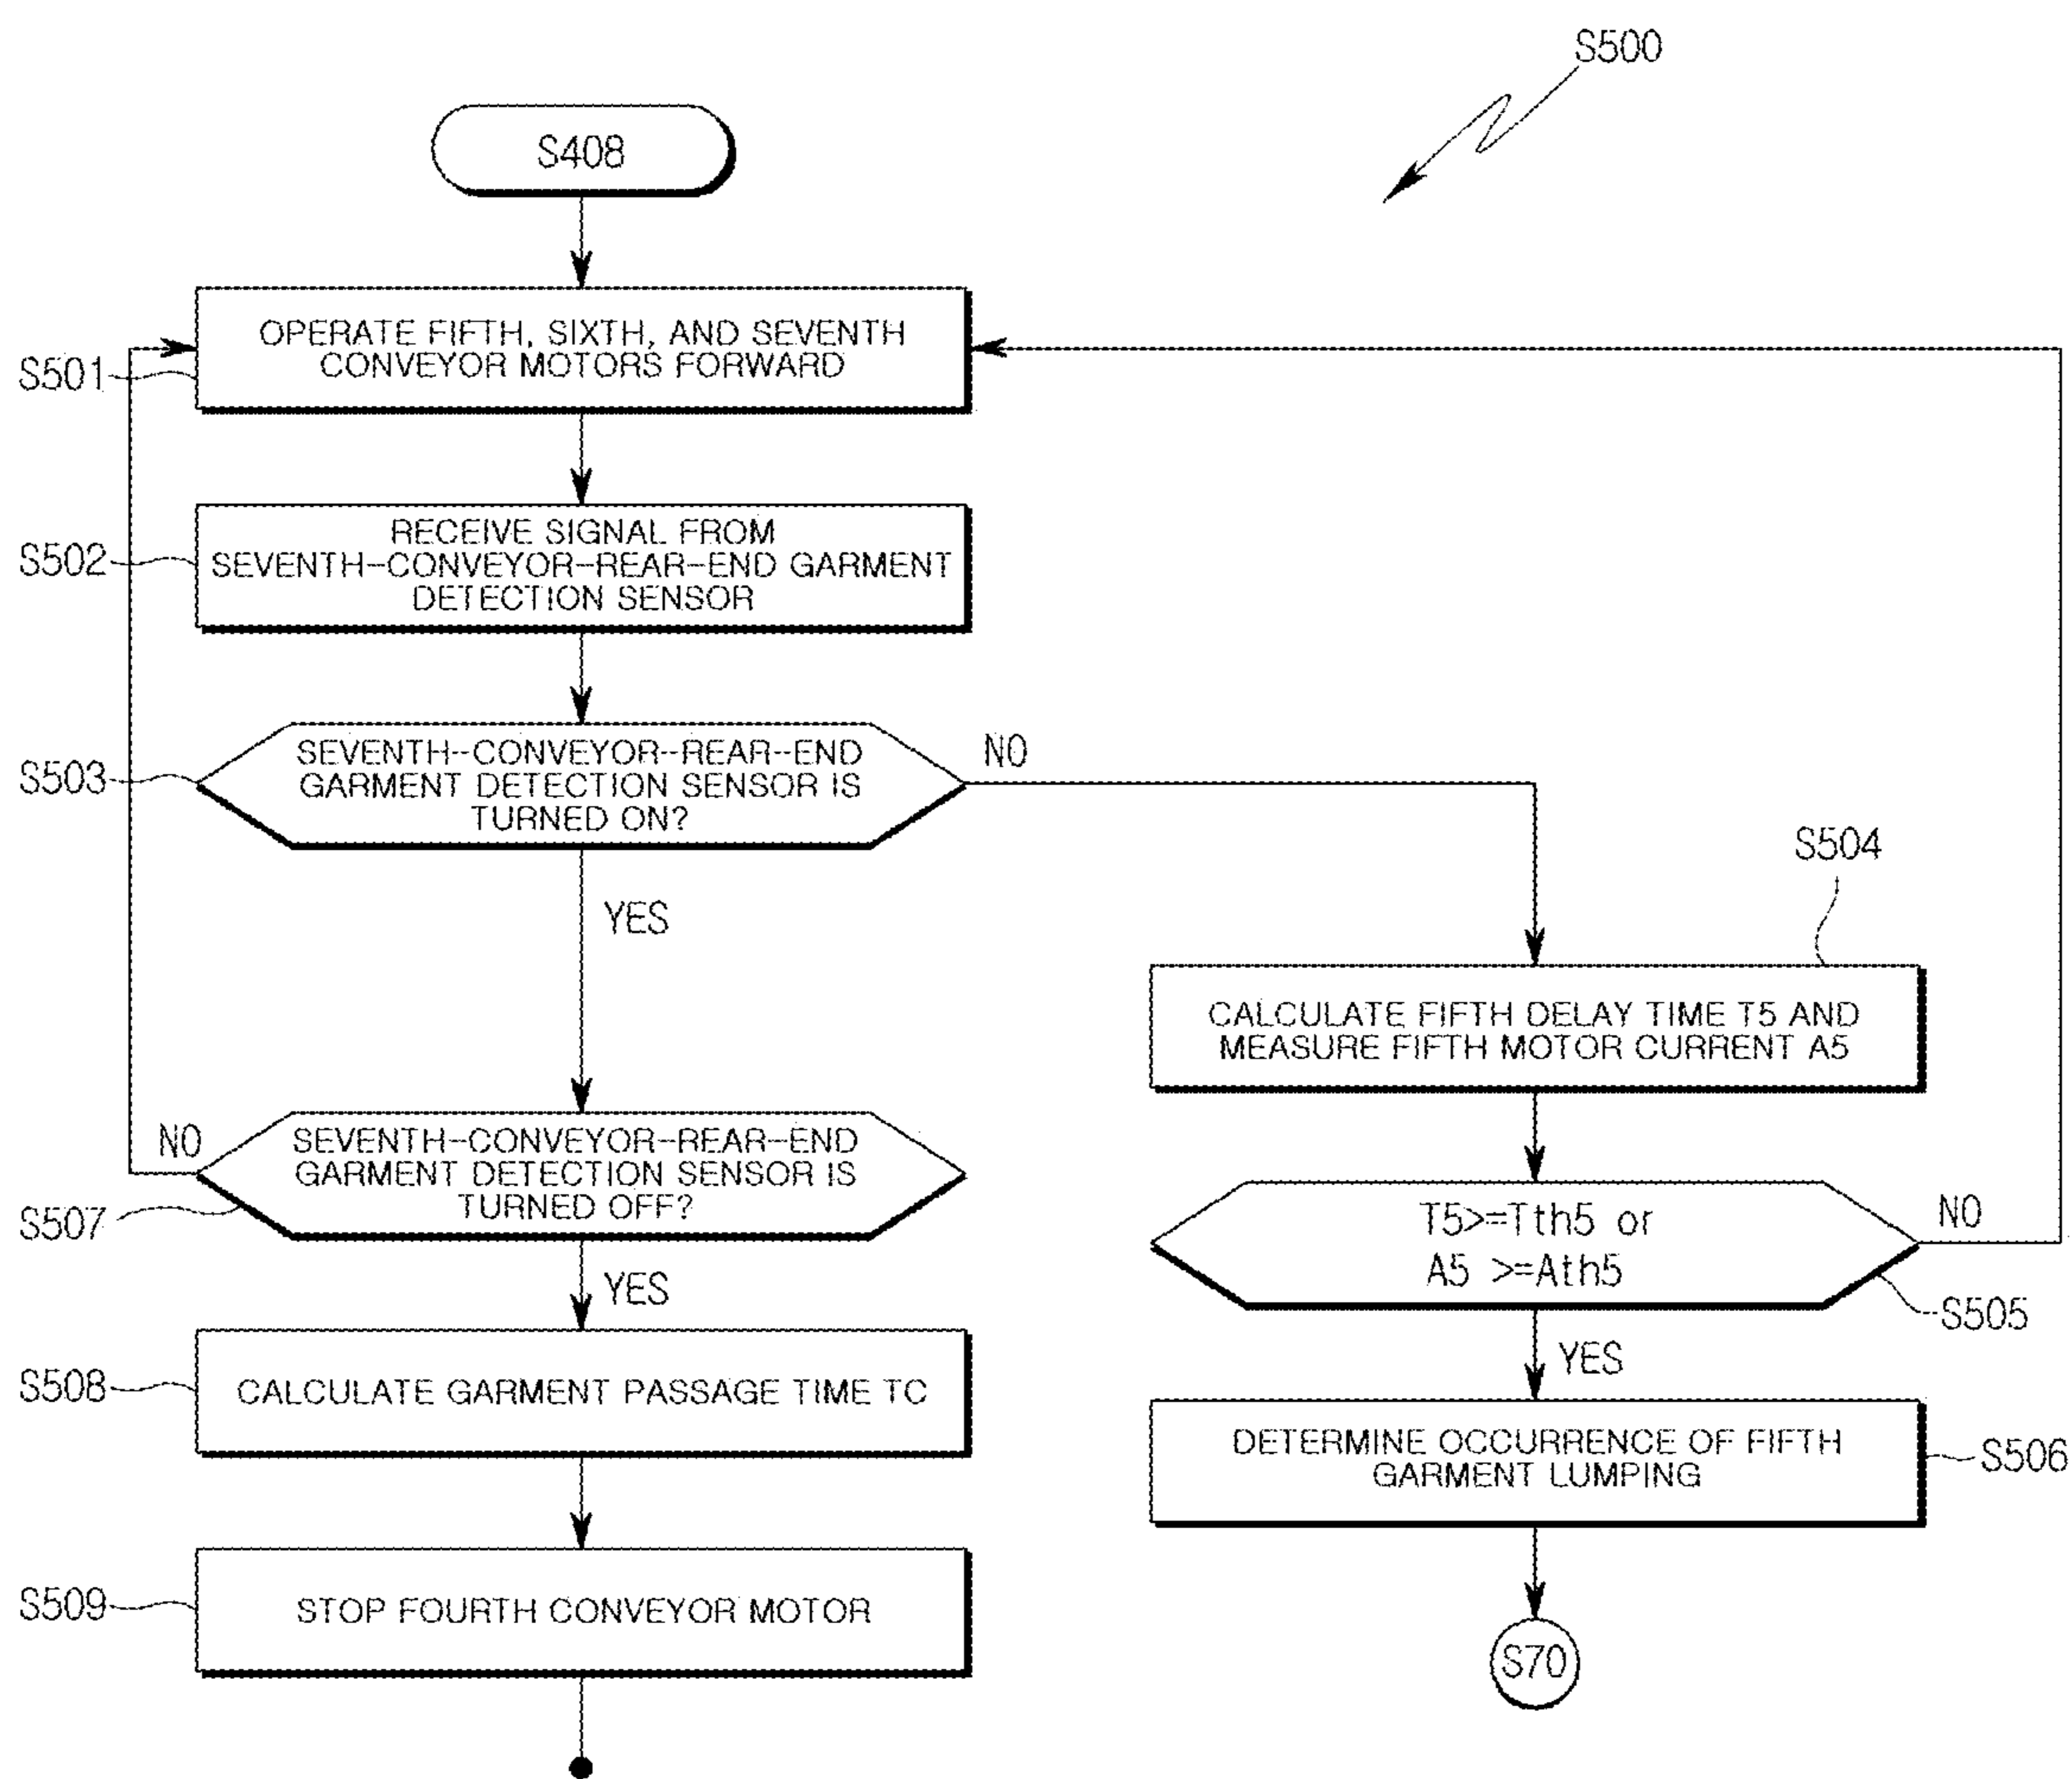 S500
S408
S501
OPERATE FIFTH, SIXTH, AND SEVENTH
CONVEYOR MOTORS FORWARD
S502
RECEIVE SIGNAL FROM
SEVENTH-CONVEYOR-REAR-END GARMENT
DETECTION SENSOR
S503
SEVENTH-CONVEYOR-REAR-END
GARMENT DETECTION SENSOR IS
TURNED ON?
NO
YES
S504
CALCULATE FIFTH DELAY TIME T5 AND
MEASURE FIFTH MOTOR CURRENT A5
T5>=Tth5 or
A5 >=Ath5
NO
S505
YES
DETERMINE OCCURRENCE OF FIFTH
GARMENT LUMPING
S506
S70
NO
SEVENTH-CONVEYOR-REAR-END
GARMENT DETECTION SENSOR IS
TURNED OFF?
S507
YES
S508
CALCULATE GARMENT PASSAGE TIME TC
S509
STOP FOURTH CONVEYOR MOTOR